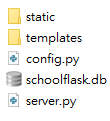 static
templates
config.py
schoolflask.db
server.py